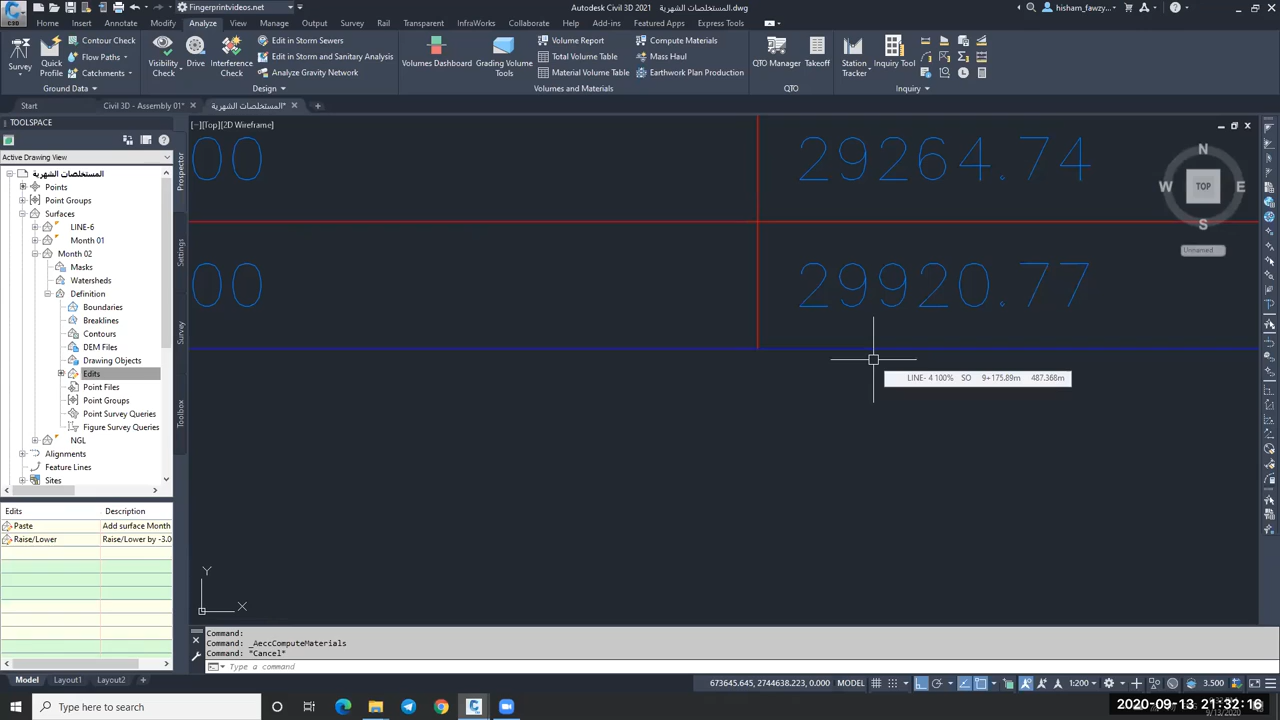 Fingerprintvideos.net
Autodesk Civil 3D 2021 المستخلصات الشهرية.dwg
hisham_fawzy...
C3D
Home Insert Annotate Modify Analyze View Manage Output Survey Rail Transparent InfraWorks Collaborate Help Add-ins Featured Apps Express Tools
Contour Check
Flow Paths
Catchments
Survey
Quick Profile
Ground Data
Visibility Check
Drive
Interference Check
Edit in Storm Sewers
Edit in Storm and Sanitary Analysis
Analyze Gravity Network
Design
Volumes Dashboard
Grading Volume Tools
Volume Report
Total Volume Table
Material Volume Table
Compute Materials
Mass Haul
Earthwork Plan Production
Volumes and Materials
QTO Manager
Takeoff
QTO
Station Tracker
Inquiry Tool
Inquiry
Start
Civil 3D - Assembly 01*
المستخلصات الشهرية*
TOOLSPACE
Active Drawing View
المستخلصات الشهرية
Points
Point Groups
Surfaces
LINE-6
Month 01
Month 02
Masks
Watersheds
Definition
Boundaries
Breaklines
Contours
DEM Files
Drawing Objects
Edits
Point Files
Point Groups
Point Survey Queries
Figure Survey Queries
NGL
Alignments
Feature Lines
Sites
Prospector
Settings
Survey
Toolbox
Edits Description
Paste Add surface Month
Raise/Lower Raise/Lower by -3.0
[−][Top][2D Wireframe]
00 29264.74
00 29920.77
LINE- 4 100% SO 9+175.89m 487.368m
N
W TOP E
S
Unnamed
Y
X
Command:
Command: _AeccComputeMaterials
Command: *Cancel*
Type a command
Model Layout1 Layout2
673645.645, 2744638.223, 0.000 MODEL 1:200 3.500
Type here to search
2020-09-13 21:32:16